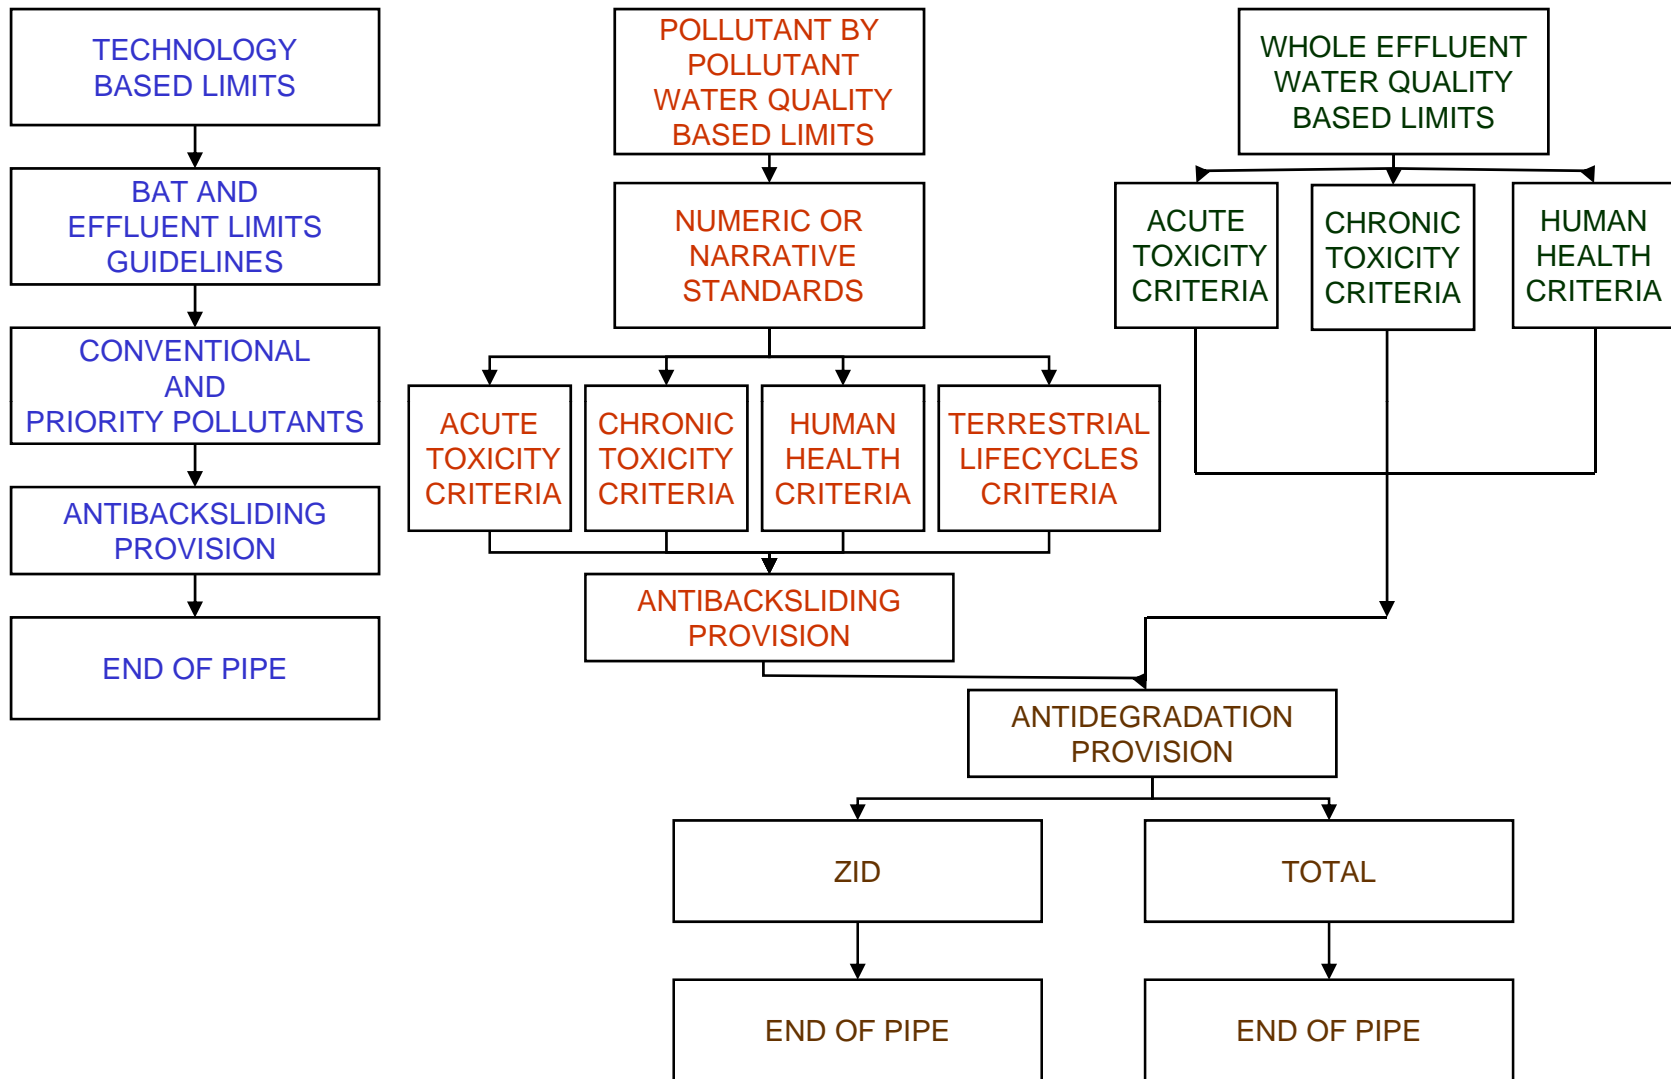 TECHNOLOGY
BASED LIMITS
BAT AND
EFFLUENT LIMITS
GUIDELINES
CONVENTIONAL
AND
PRIORITY POLLUTANTS
ANTIBACKSLIDING
PROVISION
END OF PIPE
POLLUTANT BY
POLLUTANT
WATER QUALITY
BASED LIMITS
NUMERIC OR
NARRATIVE
STANDARDS
ACUTE
TOXICITY
CRITERIA
CHRONIC
TOXICITY
CRITERIA
HUMAN
HEALTH
CRITERIA
TERRESTRIAL
LIFECYCLES
CRITERIA
ANTIBACKSLIDING
PROVISION
WHOLE EFFLUENT
WATER QUALITY
BASED LIMITS
ACUTE
TOXICITY
CRITERIA
CHRONIC
TOXICITY
CRITERIA
HUMAN
HEALTH
CRITERIA
ANTIDEGRADATION
PROVISION
ZID
TOTAL
END OF PIPE
END OF PIPE